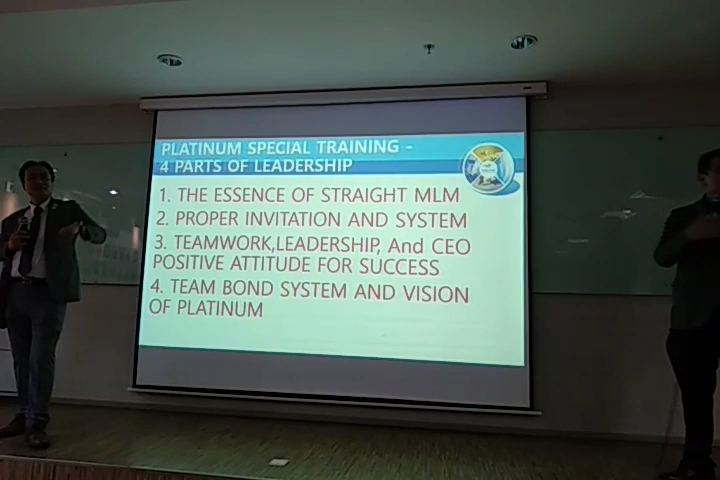 PLATINUM SPECIAL TRAINING -
4 PARTS OF LEADERSHIP
1. THE ESSENCE OF STRAIGHT MLM
2. PROPER INVITATION AND SYSTEM
3. TEAMWORK,LEADERSHIP, And CEO
POSITIVE ATTITUDE FOR SUCCESS
4. TEAM BOND SYSTEM AND VISION
OF PLATINUM